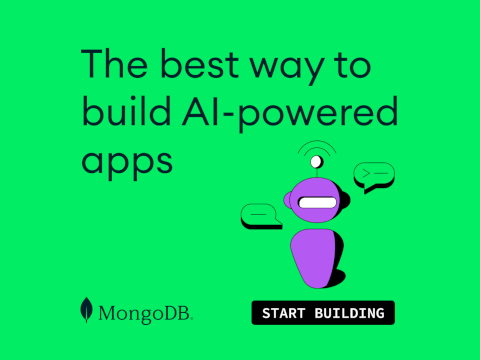 The best way to
build AI-powered
apps
MongoDB.
START BUILDING